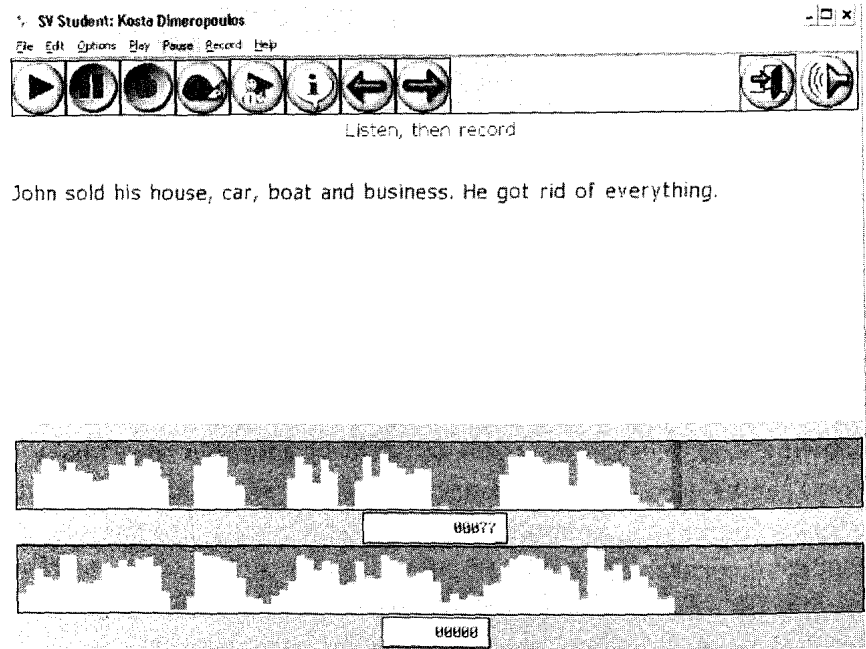 SV Student: Kosta Dimeropoulos
File Edit Options Play Pause Record Help
Listen, then record
John sold his house, car, boat and business. He got rid of everything.
00077
00000